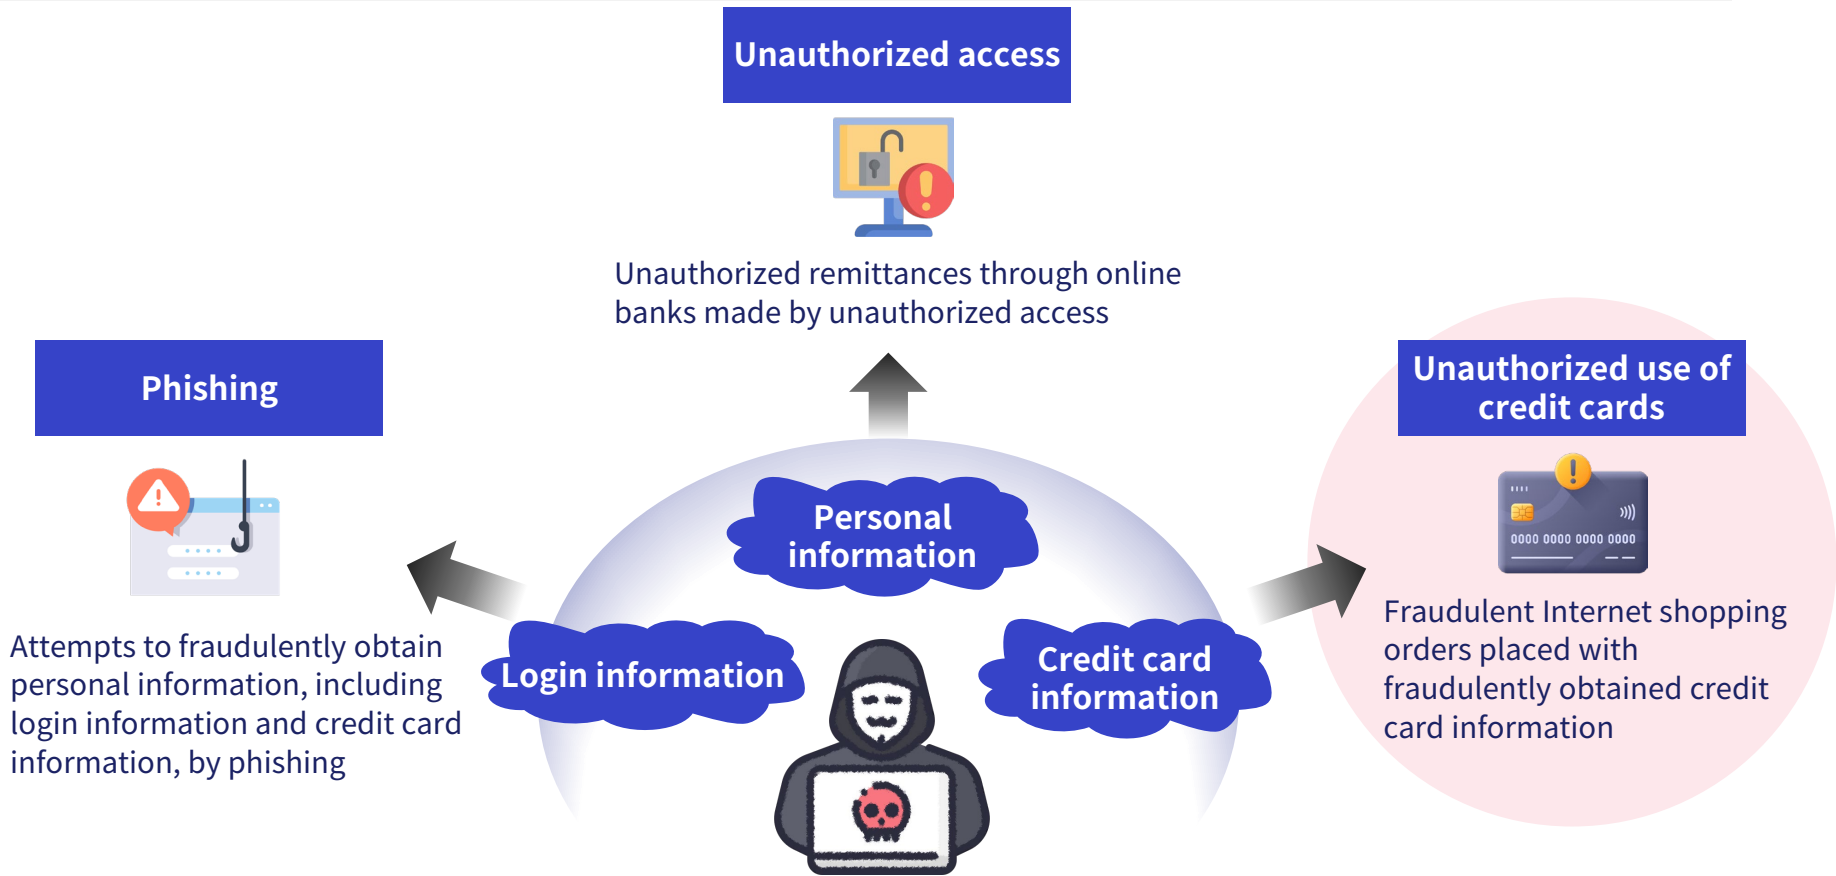 Unauthorized access
Unauthorized remittances through online
banks made by unauthorized access
Phishing
Attempts to fraudulently obtain
personal information, including
login information and credit card
information, by phishing
Personal
information
Login information
Credit card
information
Unauthorized use of
credit cards
0000 0000 0000 0000
Fraudulent Internet shopping
orders placed with
fraudulently obtained credit
card information